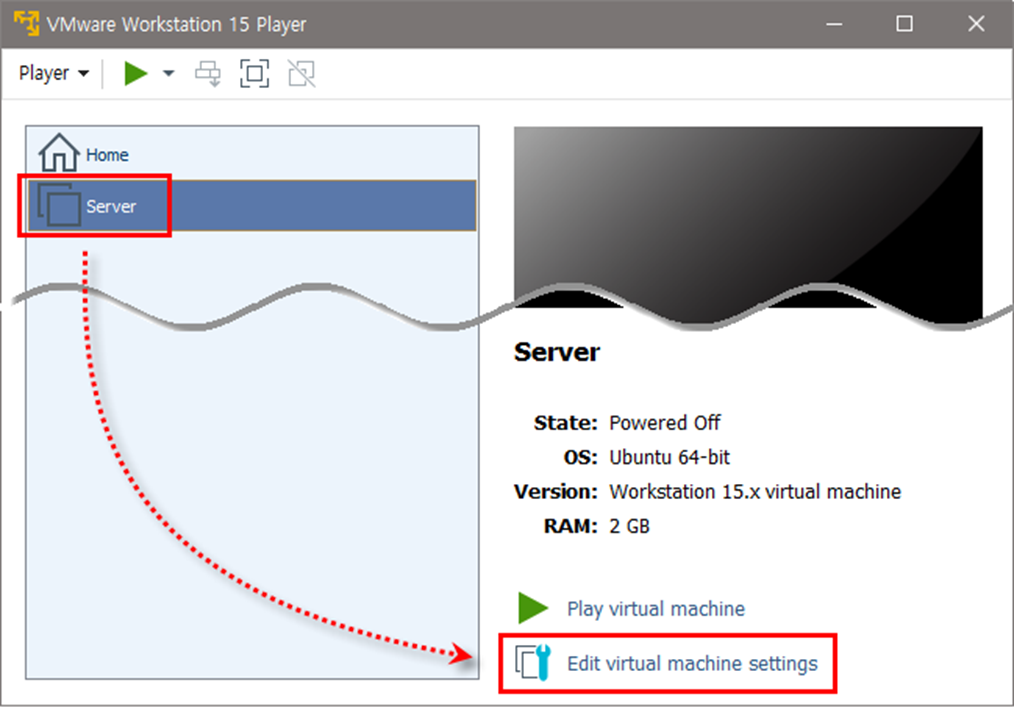 VMware Workstation 15 Player
Player
Home
Server
Server
State: Powered Off
OS: Ubuntu 64-bit
Version: Workstation 15.x virtual machine
RAM: 2 GB
Play virtual machine
Edit virtual machine settings